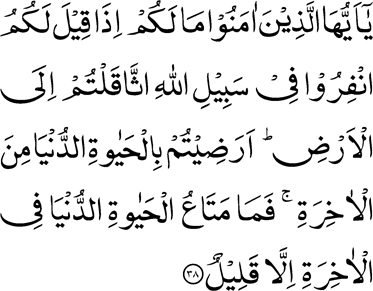 يٰۤاَيُّهَا الَّذِيۡنَ اٰمَنُوۡا مَا لَـكُمۡ اِذَا قِيۡلَ لَـكُمُ
انْفِرُوۡا فِىۡ سَبِيۡلِ اللّٰهِ اثَّاقَلۡتُمۡ اِلَى
الۡاَرۡضِ‌ ؕ اَرَضِيۡتُمۡ بِالۡحَيٰوةِ الدُّنۡيَا مِنَ
الۡاٰخِرَةِ‌ ۚ فَمَا مَتَاعُ الۡحَيٰوةِ الدُّنۡيَا فِى
الۡاٰخِرَةِ اِلَّا قَلِيۡلٌ‏ ﴿۳۸﴾